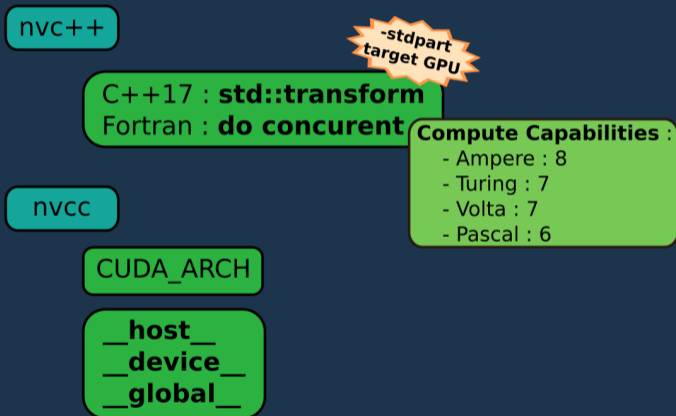 nvc++
-stdpart
target GPU
C++17 : std::transform
Fortran : do concurent
Compute Capabilities :
- Ampere : 8
- Turing : 7
- Volta : 7
- Pascal : 6
nvcc
CUDA_ARCH
__host__
__device__
__global__